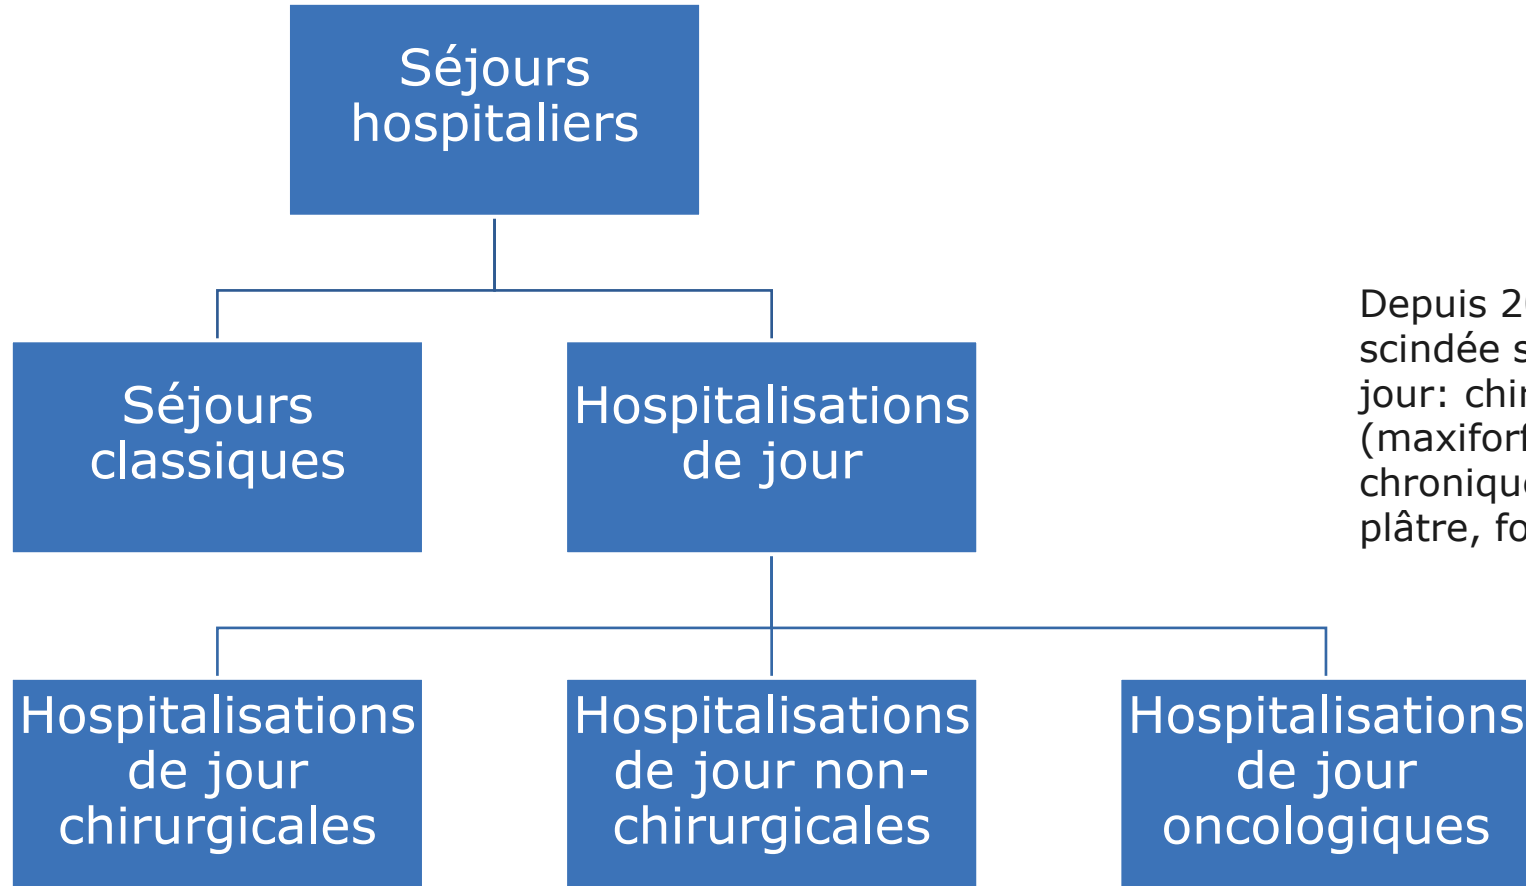 Séjours
hospitaliers
Séjours
classiques
Hospitalisations
de jour
Depuis
scindée
jour:
plâtre,
Hospitalisations
de jour
chirurgicales
Hospitalisations
de jour non-
chirurgicales
Hospitalisations
de jour
oncologiques